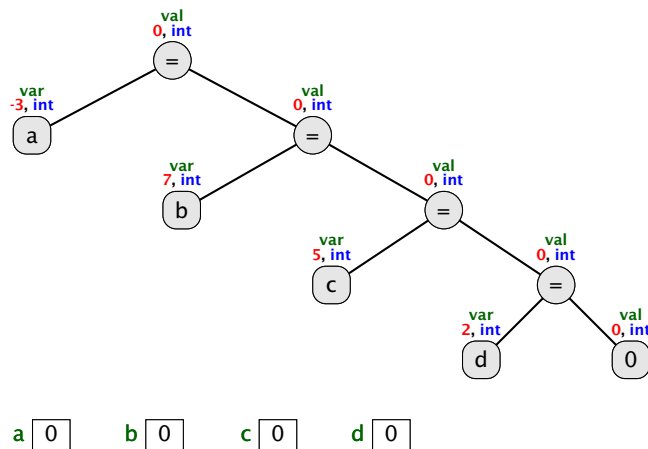 val
0, int
=
var
-3, int
a
val
0, int
=
var
7, int
b
val
0, int
=
var
5, int
c
val
0, int
=
var
2, int
d
val
0, int
0
a 0 b 0 c 0 d 0